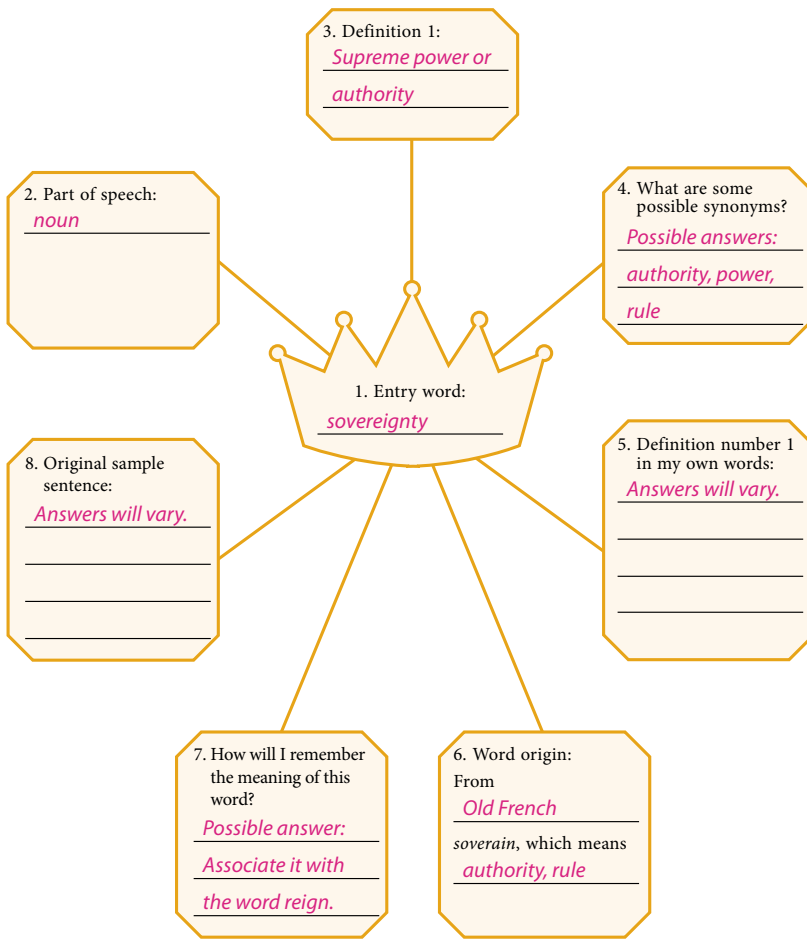 3. Definition 1:
Supreme power or
authority
2. Part of speech:
noun
4. What are some
possible synonyms?
Possible answers:
authority, power,
rule
1. Entry word:
sovereignty
8. Original sample
sentence:
Answers will vary.
5. Definition number 1
in my own words:
Answers will vary.
7. How will I remember
the meaning of this
word?
Possible answer:
Associate it with
the word reign.
6. Word origin:
From
Old French
soverain, which means
authority, rule